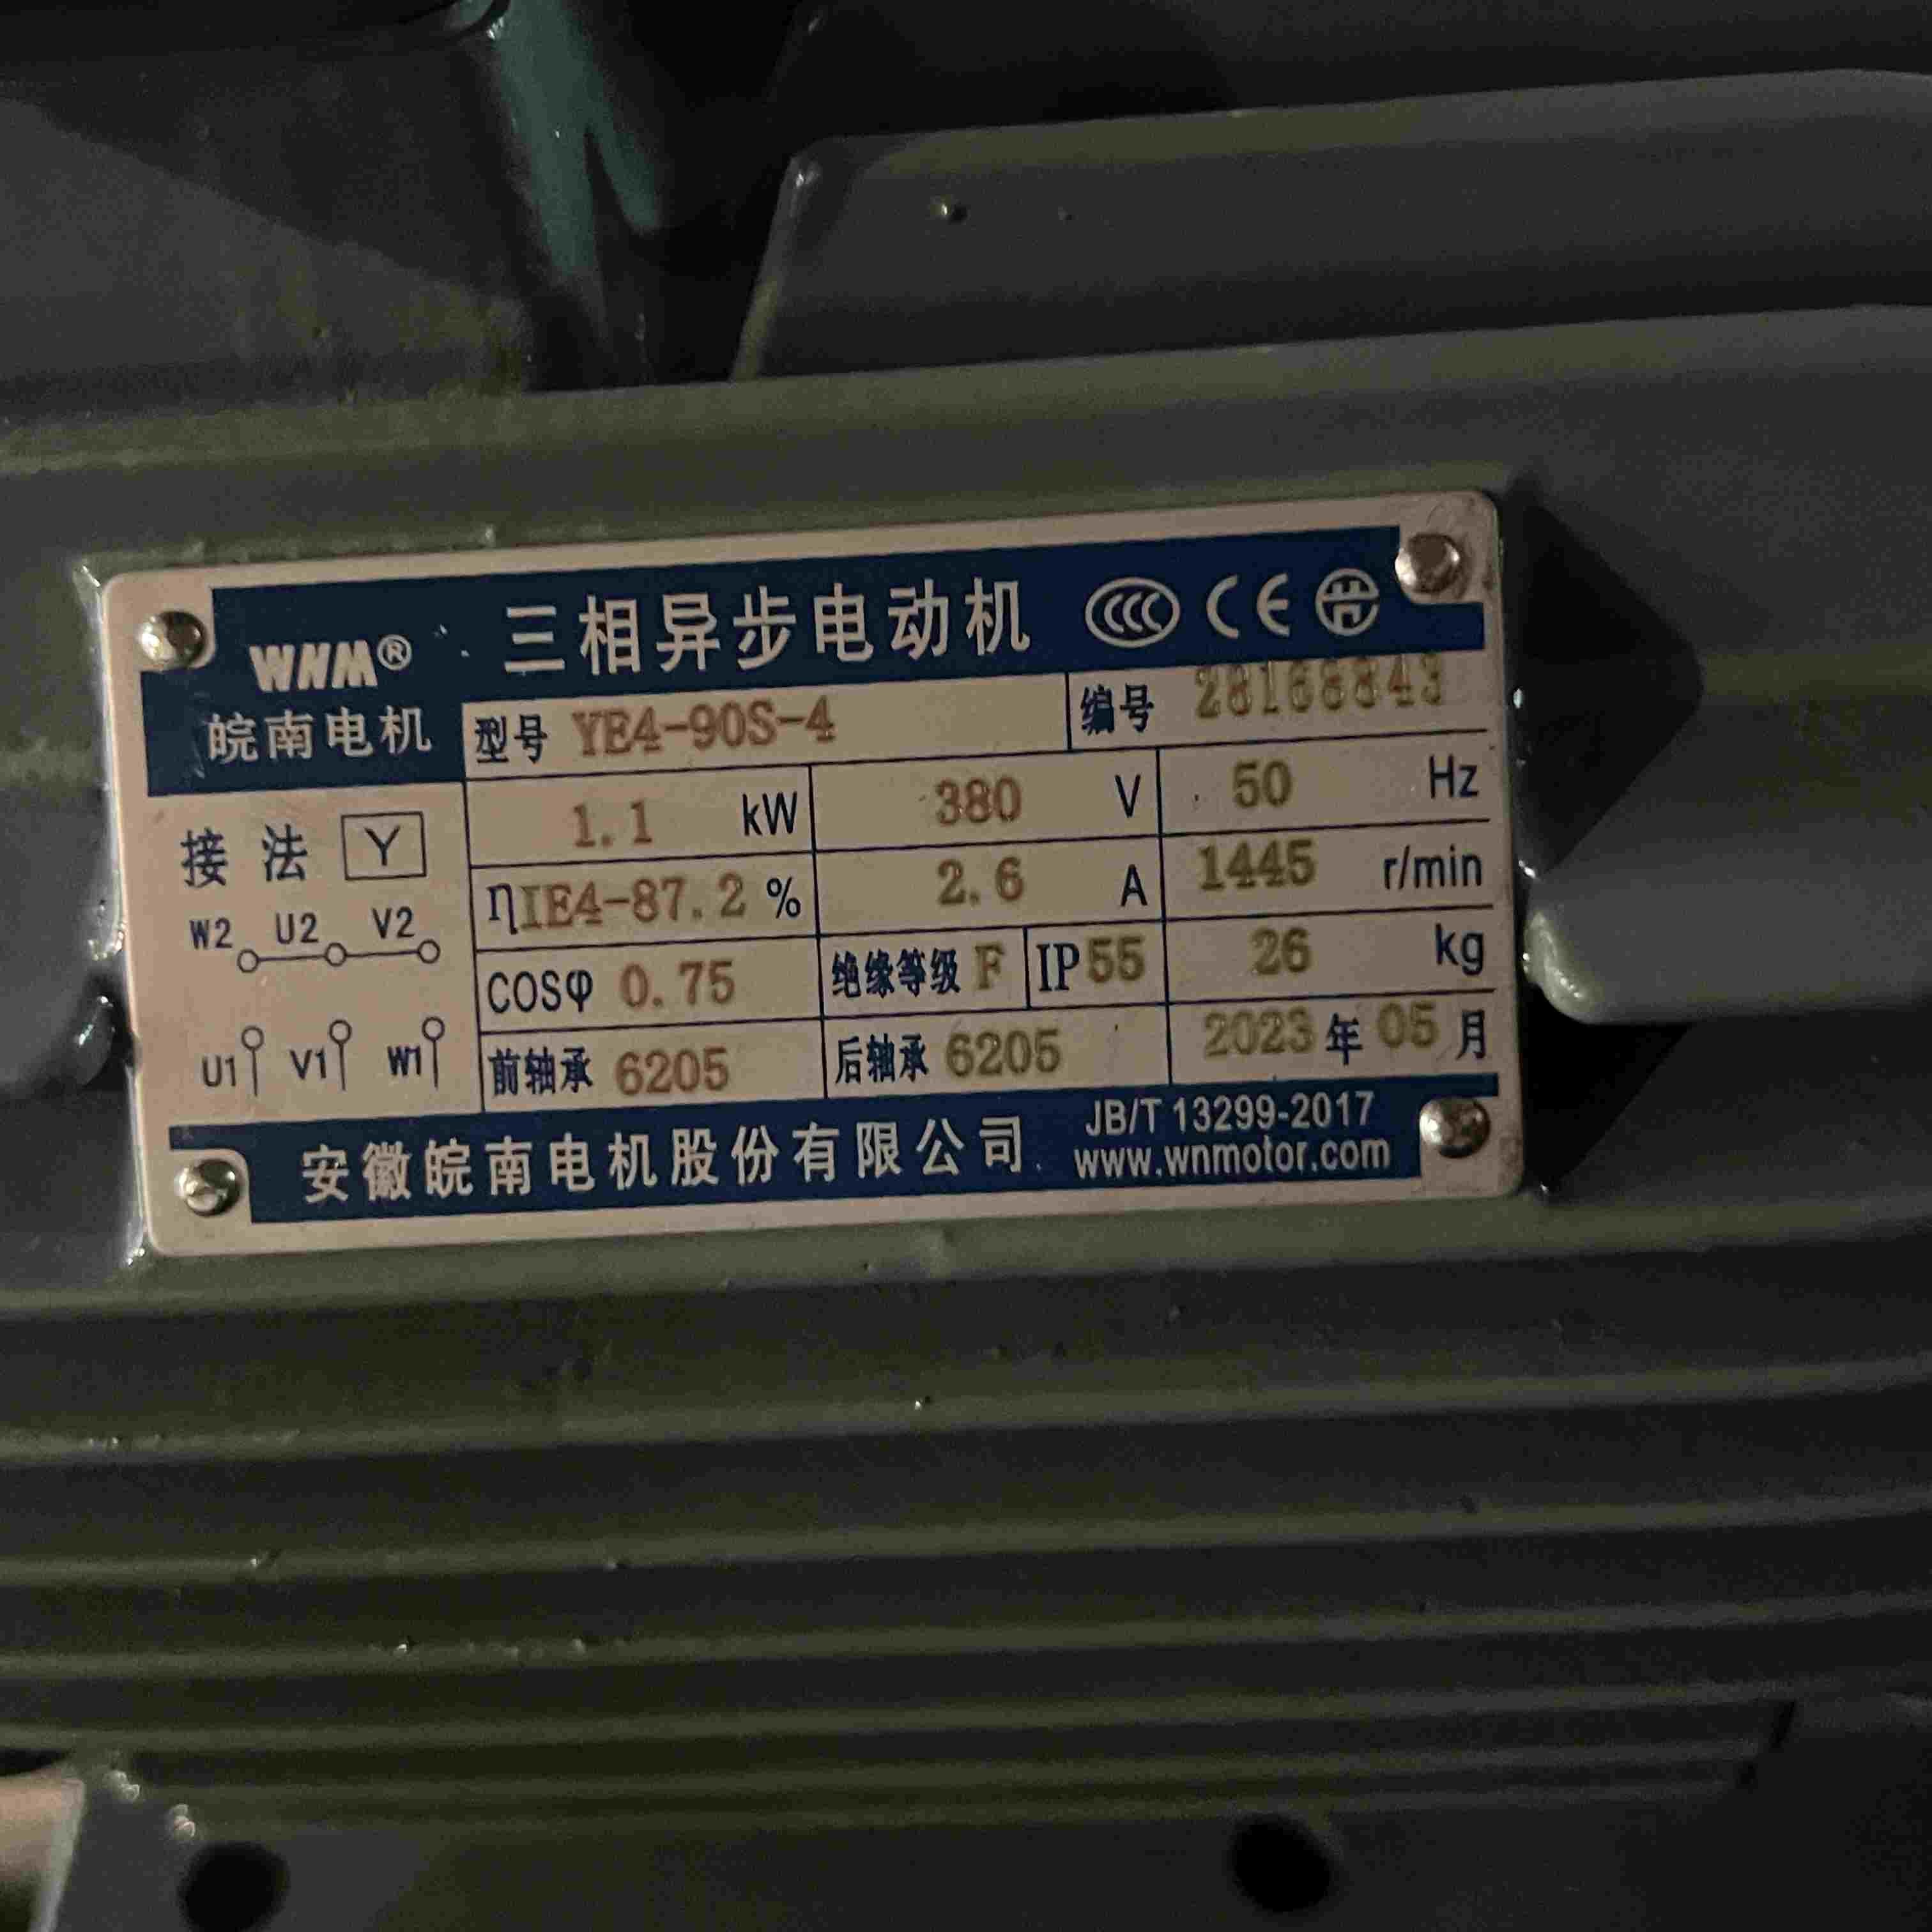 WNM® 三相异步电动机 CCC CE
皖南电机
型号 YE4-90S-4 编号 28168843
接法 Y 1.1 kW 380 V 50 Hz
ηIE4-87.2% 2.6 A 1445 r/min
W2 U2 V2
COSφ 0.75 绝缘等级 F IP55 26 kg
U1 V1 W1 前轴承 6205 后轴承 6205 2023年05月
安徽皖南电机股份有限公司 JB/T 13299-2017
www.wnmotor.com